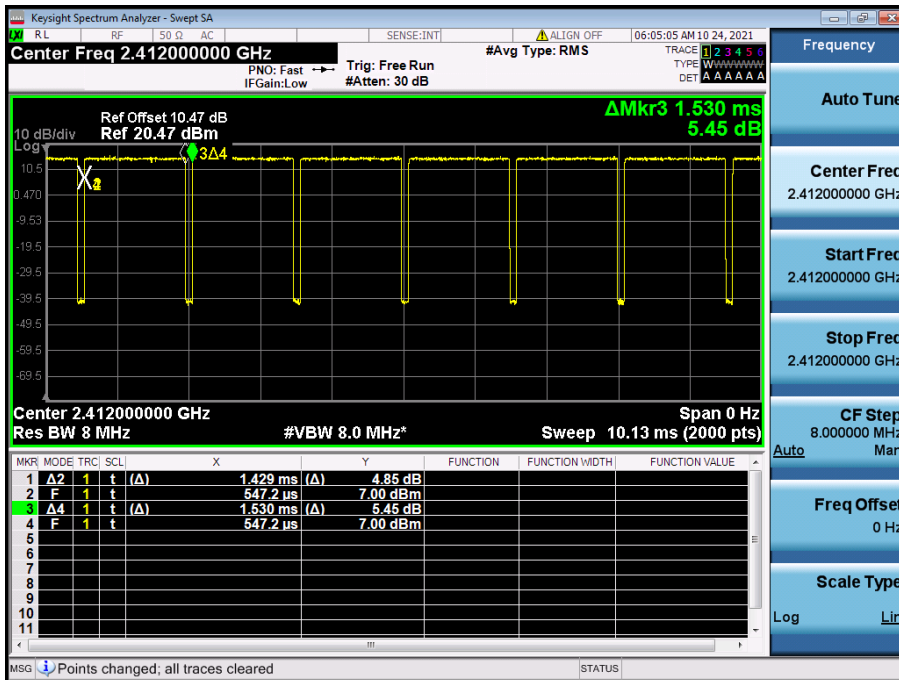 Keysight Spectrum Analyzer - Swept SA
LXI RL RF 50 Ω AC SENSE:INT ALIGN OFF 06:05:05 AM 10 24, 2021
Center Freq 2.412000000 GHz
PNO: Fast
IFGain:Low
Trig: Free Run
#Atten: 30 dB
#Avg Type: RMS
TRACE 1 2 3 4 5 6
TYPE WWWWWW
DET A A A A A A
ΔMkr3 1.530 ms
5.45 dB
Ref Offset 10.47 dB
10 dB/div Ref 20.47 dBm
Log
3Δ4
10.5
2
0.470
-9.53
-19.5
-29.5
-39.5
-49.5
-59.5
-69.5
Center 2.412000000 GHz Span 0 Hz
Res BW 8 MHz #VBW 8.0 MHz* Sweep 10.13 ms (2000 pts)
MKR MODE TRC SCL X Y FUNCTION FUNCTION WIDTH FUNCTION VALUE
1 Δ2 1 t (Δ) 1.429 ms (Δ) 4.85 dB
2 F 1 t 547.2 µs 7.00 dBm
3 Δ4 1 t (Δ) 1.530 ms (Δ) 5.45 dB
4 F 1 t 547.2 µs 7.00 dBm
5
6
7
8
9
10
11
MSG Points changed; all traces cleared STATUS
Frequency
Auto Tune
Center Freq
2.412000000 GHz
Start Freq
2.412000000 GHz
Stop Freq
2.412000000 GHz
CF Step
8.000000 MHz
Auto Man
Freq Offset
0 Hz
Scale Type
Log Lin